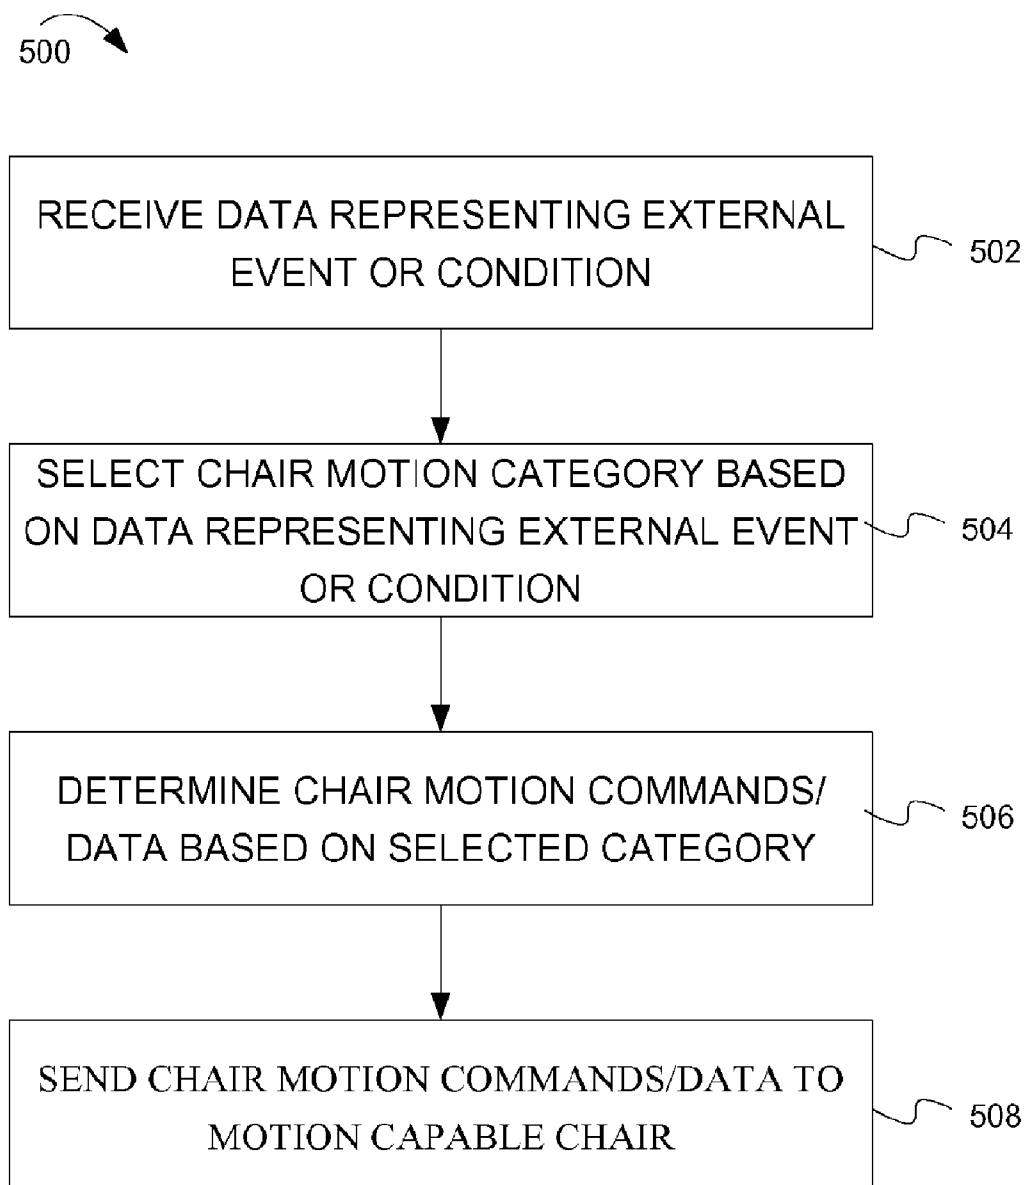 500
RECEIVE DATA REPRESENTING EXTERNAL
EVENT OR CONDITION
502
SELECT CHAIR MOTION CATEGORY BASED
ON DATA REPRESENTING EXTERNAL EVENT
OR CONDITION
504
DETERMINE CHAIR MOTION COMMANDS/
DATA BASED ON SELECTED CATEGORY
506
SEND CHAIR MOTION COMMANDS/DATA TO
MOTION CAPABLE CHAIR
508